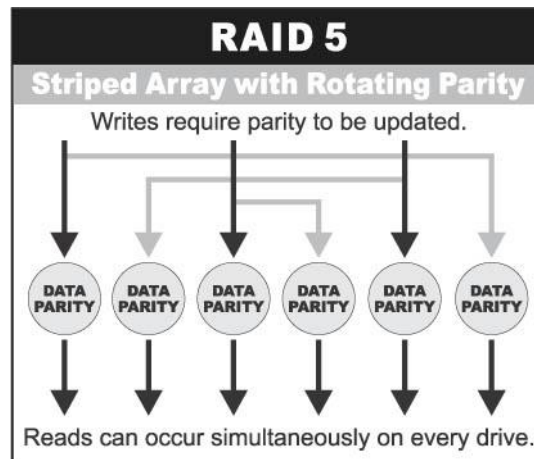 RAID 5
Striped Array with Rotating Parity
Writes require parity to be updated.
DATA PARITY
DATA PARITY
DATA PARITY
DATA PARITY
DATA PARITY
DATA PARITY
Reads can occur simultaneously on every drive.